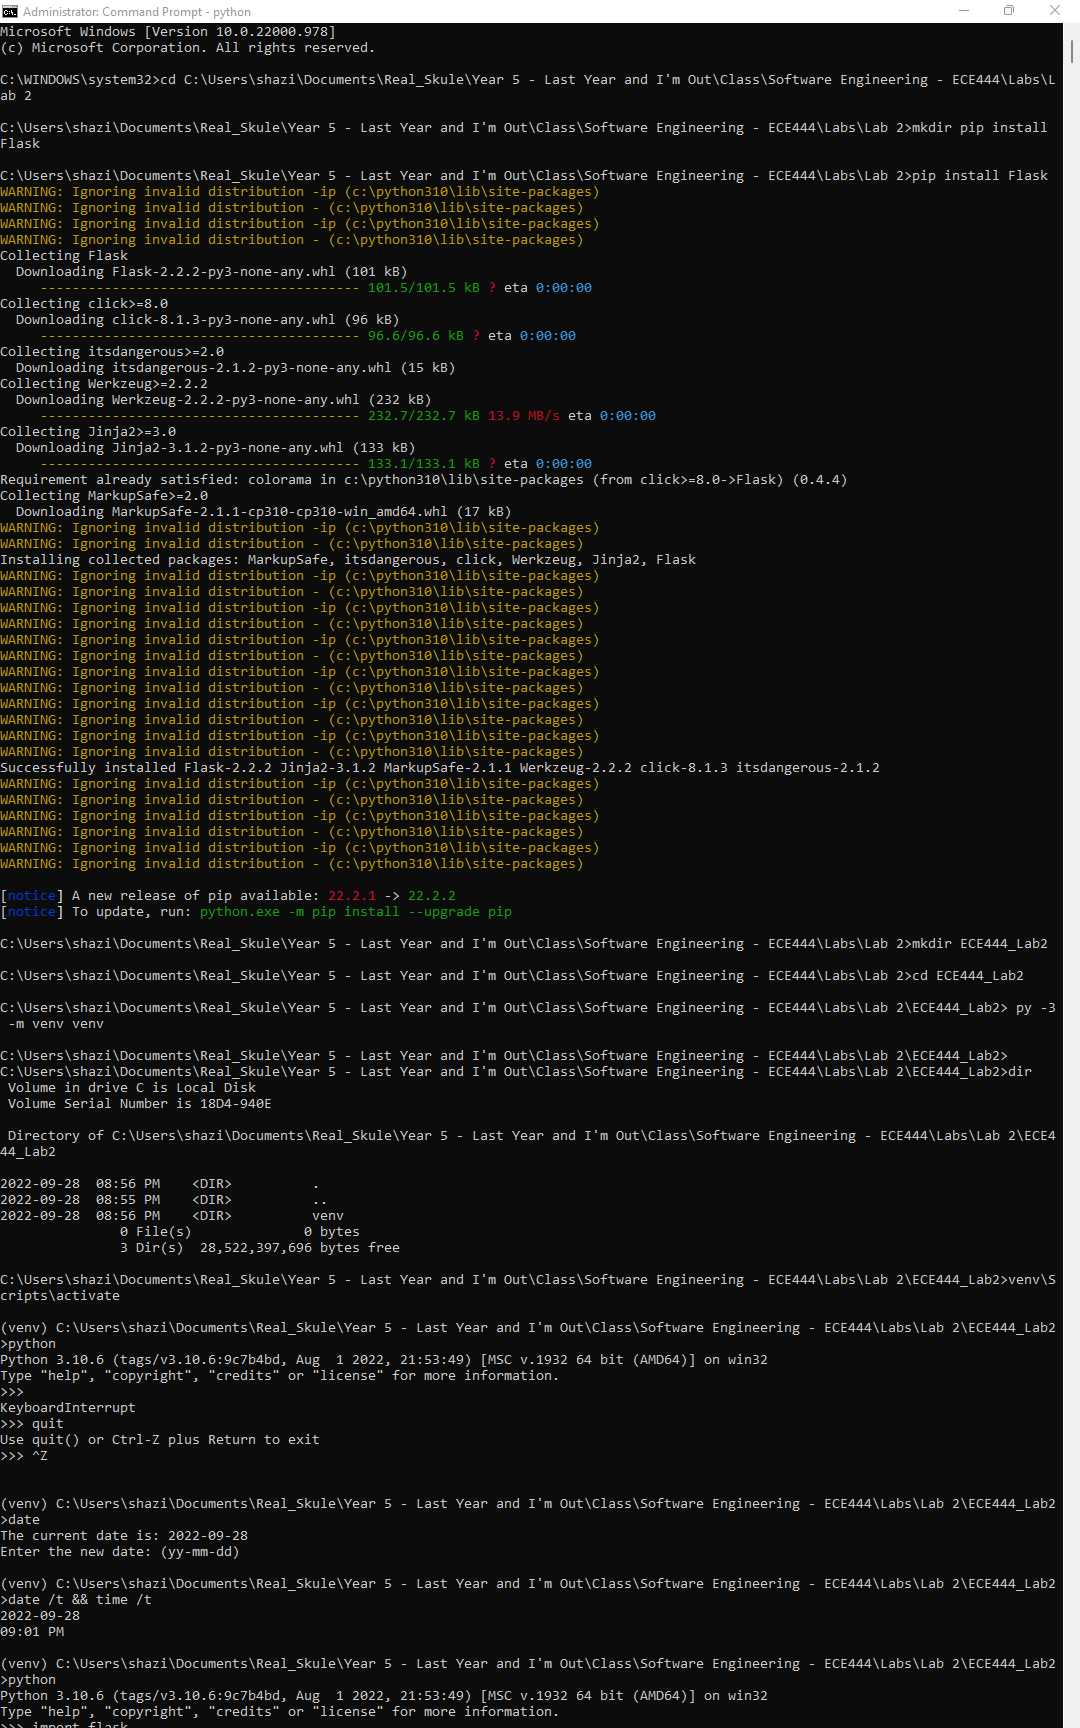 Administrator: Command Prompt - python
Microsoft Windows [Version 10.0.22000.978]
(c) Microsoft Corporation. All rights reserved.
C:\WINDOWS\system32>cd C:\Users\shazi\Documents\Real_Skule\Year 5 - Last Year and I'm Out\Class\Software Engineering - ECE444\Labs\L
ab 2
C:\Users\shazi\Documents\Real_Skule\Year 5 - Last Year and I'm Out\Class\Software Engineering - ECE444\Labs\Lab 2>mkdir pip install
Flask
C:\Users\shazi\Documents\Real_Skule\Year 5 - Last Year and I'm Out\Class\Software Engineering - ECE444\Labs\Lab 2>pip install Flask
WARNING: Ignoring invalid distribution -ip (c:\python310\lib\site-packages)
WARNING: Ignoring invalid distribution - (c:\python310\lib\site-packages)
WARNING: Ignoring invalid distribution -ip (c:\python310\lib\site-packages)
WARNING: Ignoring invalid distribution - (c:\python310\lib\site-packages)
Collecting Flask
  Downloading Flask-2.2.2-py3-none-any.whl (101 kB)
     ---------------------------------------- 101.5/101.5 kB ? eta 0:00:00
Collecting click>=8.0
  Downloading click-8.1.3-py3-none-any.whl (96 kB)
     ---------------------------------------- 96.6/96.6 kB ? eta 0:00:00
Collecting itsdangerous>=2.0
  Downloading itsdangerous-2.1.2-py3-none-any.whl (15 kB)
Collecting Werkzeug>=2.2.2
  Downloading Werkzeug-2.2.2-py3-none-any.whl (232 kB)
     ---------------------------------------- 232.7/232.7 kB 13.9 MB/s eta 0:00:00
Collecting Jinja2>=3.0
  Downloading Jinja2-3.1.2-py3-none-any.whl (133 kB)
     ---------------------------------------- 133.1/133.1 kB ? eta 0:00:00
Requirement already satisfied: colorama in c:\python310\lib\site-packages (from click>=8.0->Flask) (0.4.4)
Collecting MarkupSafe>=2.0
  Downloading MarkupSafe-2.1.1-cp310-cp310-win_amd64.whl (17 kB)
WARNING: Ignoring invalid distribution -ip (c:\python310\lib\site-packages)
WARNING: Ignoring invalid distribution - (c:\python310\lib\site-packages)
Installing collected packages: MarkupSafe, itsdangerous, click, Werkzeug, Jinja2, Flask
WARNING: Ignoring invalid distribution -ip (c:\python310\lib\site-packages)
WARNING: Ignoring invalid distribution - (c:\python310\lib\site-packages)
WARNING: Ignoring invalid distribution -ip (c:\python310\lib\site-packages)
WARNING: Ignoring invalid distribution - (c:\python310\lib\site-packages)
WARNING: Ignoring invalid distribution -ip (c:\python310\lib\site-packages)
WARNING: Ignoring invalid distribution - (c:\python310\lib\site-packages)
WARNING: Ignoring invalid distribution -ip (c:\python310\lib\site-packages)
WARNING: Ignoring invalid distribution - (c:\python310\lib\site-packages)
WARNING: Ignoring invalid distribution -ip (c:\python310\lib\site-packages)
WARNING: Ignoring invalid distribution - (c:\python310\lib\site-packages)
WARNING: Ignoring invalid distribution -ip (c:\python310\lib\site-packages)
WARNING: Ignoring invalid distribution - (c:\python310\lib\site-packages)
Successfully installed Flask-2.2.2 Jinja2-3.1.2 MarkupSafe-2.1.1 Werkzeug-2.2.2 click-8.1.3 itsdangerous-2.1.2
WARNING: Ignoring invalid distribution -ip (c:\python310\lib\site-packages)
WARNING: Ignoring invalid distribution - (c:\python310\lib\site-packages)
WARNING: Ignoring invalid distribution -ip (c:\python310\lib\site-packages)
WARNING: Ignoring invalid distribution - (c:\python310\lib\site-packages)
WARNING: Ignoring invalid distribution -ip (c:\python310\lib\site-packages)
WARNING: Ignoring invalid distribution - (c:\python310\lib\site-packages)
[notice] A new release of pip available: 22.2.1 -> 22.2.2
[notice] To update, run: python.exe -m pip install --upgrade pip
C:\Users\shazi\Documents\Real_Skule\Year 5 - Last Year and I'm Out\Class\Software Engineering - ECE444\Labs\Lab 2>mkdir ECE444_Lab2
C:\Users\shazi\Documents\Real_Skule\Year 5 - Last Year and I'm Out\Class\Software Engineering - ECE444\Labs\Lab 2>cd ECE444_Lab2
C:\Users\shazi\Documents\Real_Skule\Year 5 - Last Year and I'm Out\Class\Software Engineering - ECE444\Labs\Lab 2\ECE444_Lab2> py -3
 -m venv venv
C:\Users\shazi\Documents\Real_Skule\Year 5 - Last Year and I'm Out\Class\Software Engineering - ECE444\Labs\Lab 2\ECE444_Lab2>
C:\Users\shazi\Documents\Real_Skule\Year 5 - Last Year and I'm Out\Class\Software Engineering - ECE444\Labs\Lab 2\ECE444_Lab2>dir
 Volume in drive C is Local Disk
 Volume Serial Number is 18D4-940E
 Directory of C:\Users\shazi\Documents\Real_Skule\Year 5 - Last Year and I'm Out\Class\Software Engineering - ECE444\Labs\Lab 2\ECE4
44_Lab2
2022-09-28  08:56 PM    <DIR>          .
2022-09-28  08:55 PM    <DIR>          ..
2022-09-28  08:56 PM    <DIR>          venv
               0 File(s)              0 bytes
               3 Dir(s)  28,522,397,696 bytes free
C:\Users\shazi\Documents\Real_Skule\Year 5 - Last Year and I'm Out\Class\Software Engineering - ECE444\Labs\Lab 2\ECE444_Lab2>venv\S
cripts\activate
(venv) C:\Users\shazi\Documents\Real_Skule\Year 5 - Last Year and I'm Out\Class\Software Engineering - ECE444\Labs\Lab 2\ECE444_Lab2
>python
Python 3.10.6 (tags/v3.10.6:9c7b4bd, Aug  1 2022, 21:53:49) [MSC v.1932 64 bit (AMD64)] on win32
Type "help", "copyright", "credits" or "license" for more information.
>>>
KeyboardInterrupt
>>> quit
Use quit() or Ctrl-Z plus Return to exit
>>> ^Z
(venv) C:\Users\shazi\Documents\Real_Skule\Year 5 - Last Year and I'm Out\Class\Software Engineering - ECE444\Labs\Lab 2\ECE444_Lab2
>date
The current date is: 2022-09-28
Enter the new date: (yy-mm-dd)
(venv) C:\Users\shazi\Documents\Real_Skule\Year 5 - Last Year and I'm Out\Class\Software Engineering - ECE444\Labs\Lab 2\ECE444_Lab2
>date /t && time /t
2022-09-28
09:01 PM
(venv) C:\Users\shazi\Documents\Real_Skule\Year 5 - Last Year and I'm Out\Class\Software Engineering - ECE444\Labs\Lab 2\ECE444_Lab2
>python
Python 3.10.6 (tags/v3.10.6:9c7b4bd, Aug  1 2022, 21:53:49) [MSC v.1932 64 bit (AMD64)] on win32
Type "help", "copyright", "credits" or "license" for more information.
>>> import flask